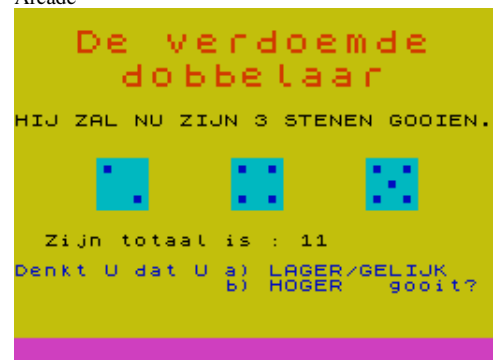 Arcade
De verdoemde
dobbelaar
HIJ ZAL NU ZIJN 3 STENEN GOOIEN.
Zijn totaal is : 11
Denkt U dat U a) LAGER/GELIJK
b) HOGER gooit?